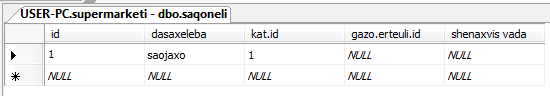 USER-PC.supermarketi - dbo.saqoneli
id dasaxeleba kat.id gazo.erteuli.id shenaxvis vada
1 saojaxo 1 NULL NULL
NULL NULL NULL NULL NULL